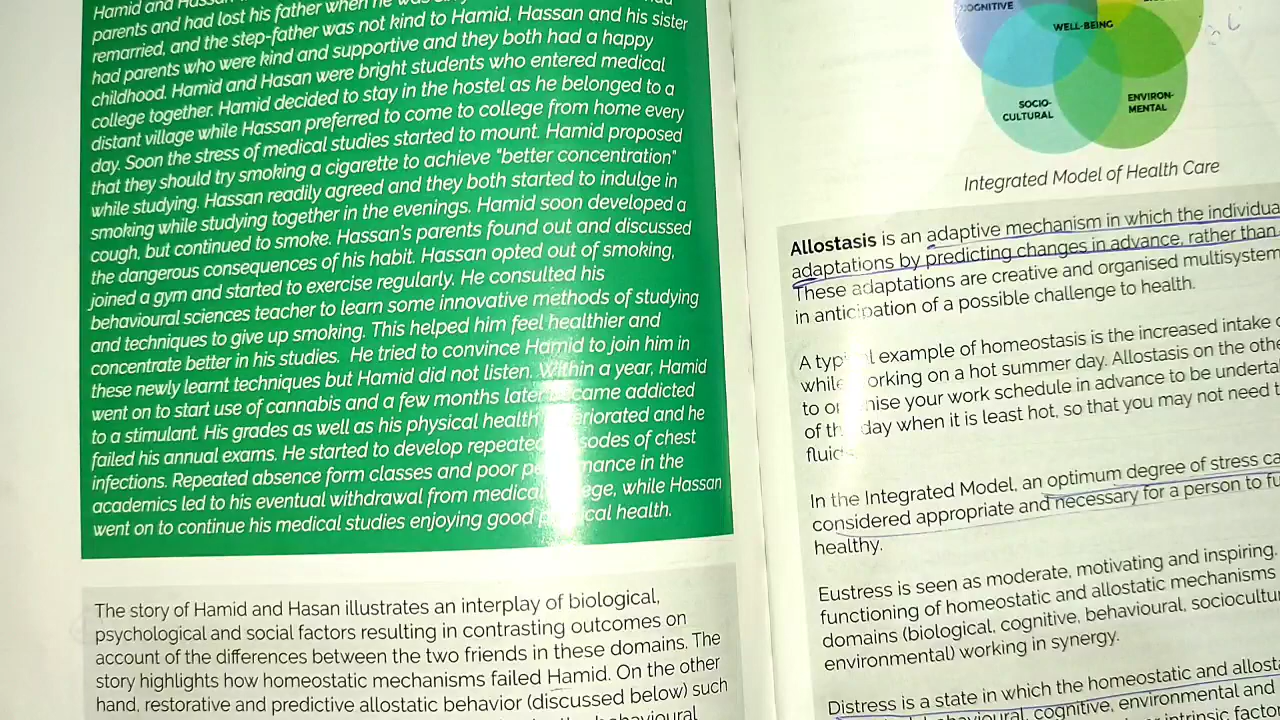 Hamid and
parents and had lost his father when he was
remarried, and the step-father was not kind to Hamid. Hassan and his sister
had parents who were kind and supportive and they both had a happy
childhood. Hamid and Hasan were bright students who entered medical
college together. Hamid decided to stay in the hostel as he belonged to a
distant village while Hassan preferred to come to college from home every
day. Soon the stress of medical studies started to mount. Hamid proposed
that they should try smoking a cigarette to achieve "better concentration"
while studying. Hassan readily agreed and they both started to indulge in
smoking while studying together in the evenings. Hamid soon developed a
cough, but continued to smoke. Hassan's parents found out and discussed
the dangerous consequences of his habit. Hassan opted out of smoking,
joined a gym and started to exercise regularly. He consulted his
behavioural sciences teacher to learn some innovative methods of studying
and techniques to give up smoking. This helped him feel healthier and
concentrate better in his studies. He tried to convince Hamid to join him in
these newly learnt techniques but Hamid did not listen. Within a year, Hamid
went on to start use of cannabis and a few months later became addicted
to a stimulant. His grades as well as his physical health deteriorated and he
failed his annual exams. He started to develop repeated episodes of chest
infections. Repeated absence form classes and poor performance in the
academics led to his eventual withdrawal from medical college, while Hassan
went on to continue his medical studies enjoying good physical health.
The story of Hamid and Hasan illustrates an interplay of biological,
psychological and social factors resulting in contrasting outcomes on
account of the differences between the two friends in these domains. The
story highlights how homeostatic mechanisms failed Hamid. On the other
hand, restorative and predictive allostatic behavior (discussed below) such
COGNITIVE
WELL-BEING
SOCIO-
CULTURAL
ENVIRON-
MENTAL
Integrated Model of Health Care
Allostasis is an adaptive mechanism in which the individua
adaptations by predicting changes in advance, rather than
These adaptations are creative and organised multisystem
in anticipation of a possible challenge to health.
A typical example of homeostasis is the increased intake
while working on a hot summer day. Allostasis on the othe
to organise your work schedule in advance to be underta
of the day when it is least hot, so that you may not need
fluid
In the Integrated Model, an optimum degree of stress ca
considered appropriate and necessary for a person to fu
healthy.
Eustress is seen as moderate, motivating and inspiring.
functioning of homeostatic and allostatic mechanisms
domains (biological, cognitive, behavioural, sociocultu
environmental) working in synergy.
Distress is a state in which the homeostatic and allost
cognitive, environmental and
intrinsic facto